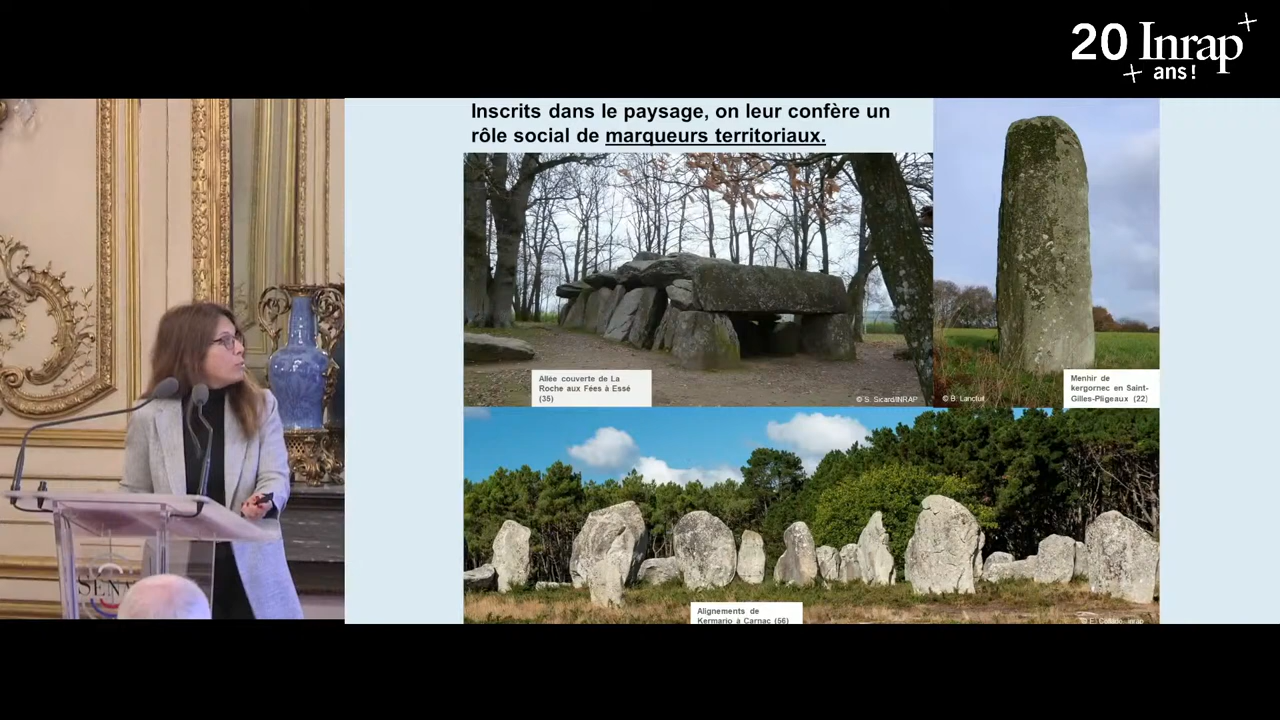 20 Inrap
ans !
Inscrits dans le paysage, on leur confère un
rôle social de marqueurs territoriaux.
Allée couverte de La
Roche aux Fées à Essé
(35)
© S. Sicard/INRAP
© B. Lanctuit
Menhir de
kergornec en Saint-
Gilles-Pligeaux (22)
Alignements de
Kermario à Carnac (56)
SENA